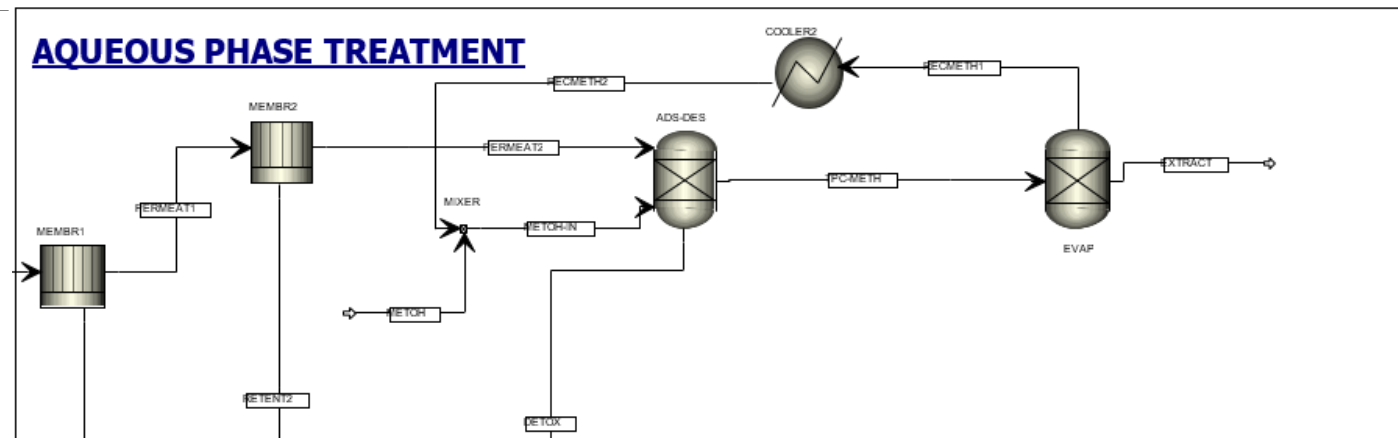 AQUEOUS PHASE TREATMENT
COOLER2
RECMETH2
RECMETH1
MEMBR2
ADS-DES
PERMEAT2
EXTRACT
PC-METH
MIXER
PERMEAT1
METOH-IN
MEMBR1
EVAP
METOH
RETENT2
DETOX